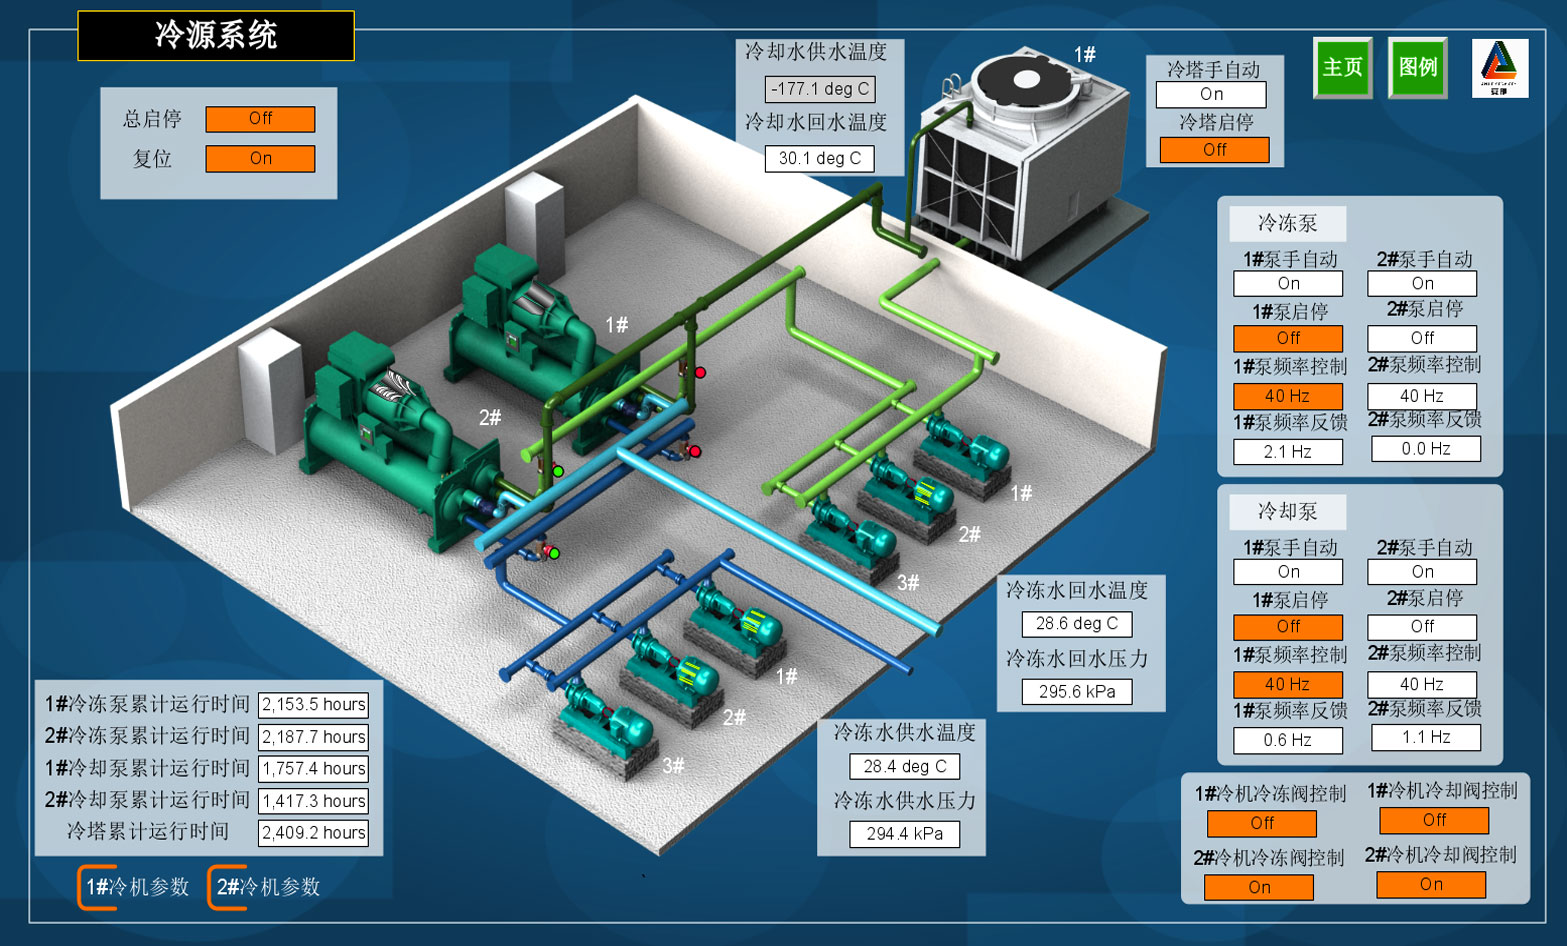 冷源系统
总启停 Off
复位 On
冷却水供水温度
-177.1 deg C
冷却水回水温度
30.1 deg C
1#
冷塔手自动
On
冷塔启停
Off
主页
图例
1#
2#
1#
2#
3#
1#
2#
3#
冷冻泵
1#泵手自动 2#泵手自动
On On
1#泵启停 2#泵启停
Off Off
1#泵频率控制 2#泵频率控制
40 Hz 40 Hz
1#泵频率反馈 2#泵频率反馈
2.1 Hz 0.0 Hz
冷却泵
1#泵手自动 2#泵手自动
On On
1#泵启停 2#泵启停
Off Off
1#泵频率控制 2#泵频率控制
40 Hz 40 Hz
1#泵频率反馈 2#泵频率反馈
0.6 Hz 1.1 Hz
冷冻水回水温度
28.6 deg C
冷冻水回水压力
295.6 kPa
冷冻水供水温度
28.4 deg C
冷冻水供水压力
294.4 kPa
1#冷冻泵累计运行时间 2,153.5 hours
2#冷冻泵累计运行时间 2,187.7 hours
1#冷却泵累计运行时间 1,757.4 hours
2#冷却泵累计运行时间 1,417.3 hours
冷塔累计运行时间 2,409.2 hours
1#冷机冷冻阀控制 1#冷机冷却阀控制
Off Off
2#冷机冷冻阀控制 2#冷机冷却阀控制
On On
1#冷机参数 2#冷机参数